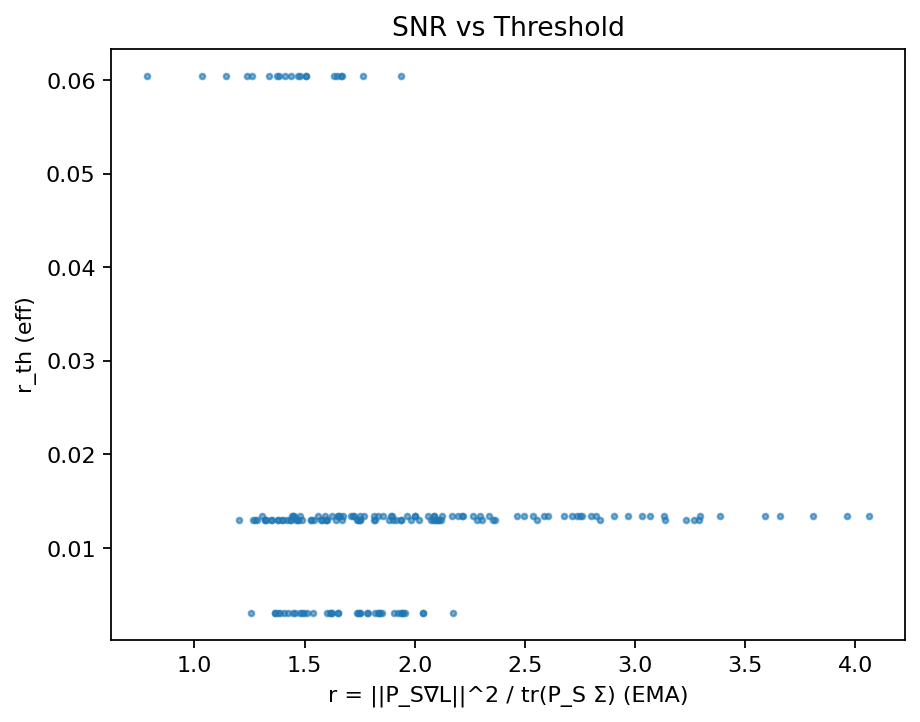 SNR vs Threshold
0.06
0.05
0.04
0.03
0.02
0.01
r_th (eff)
1.0 1.5 2.0 2.5 3.0 3.5 4.0
r = ||P_S∇L||^2 / tr(P_S Σ) (EMA)